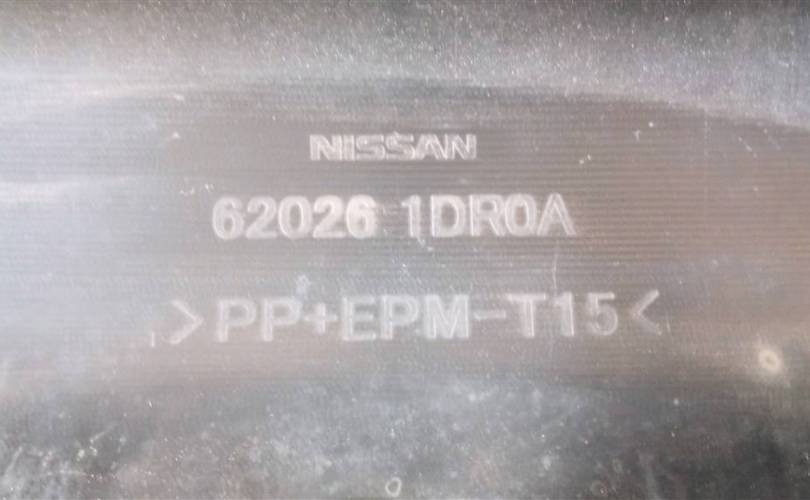 NISSAN
62026 1DR0A
>PP+EPM-T15<